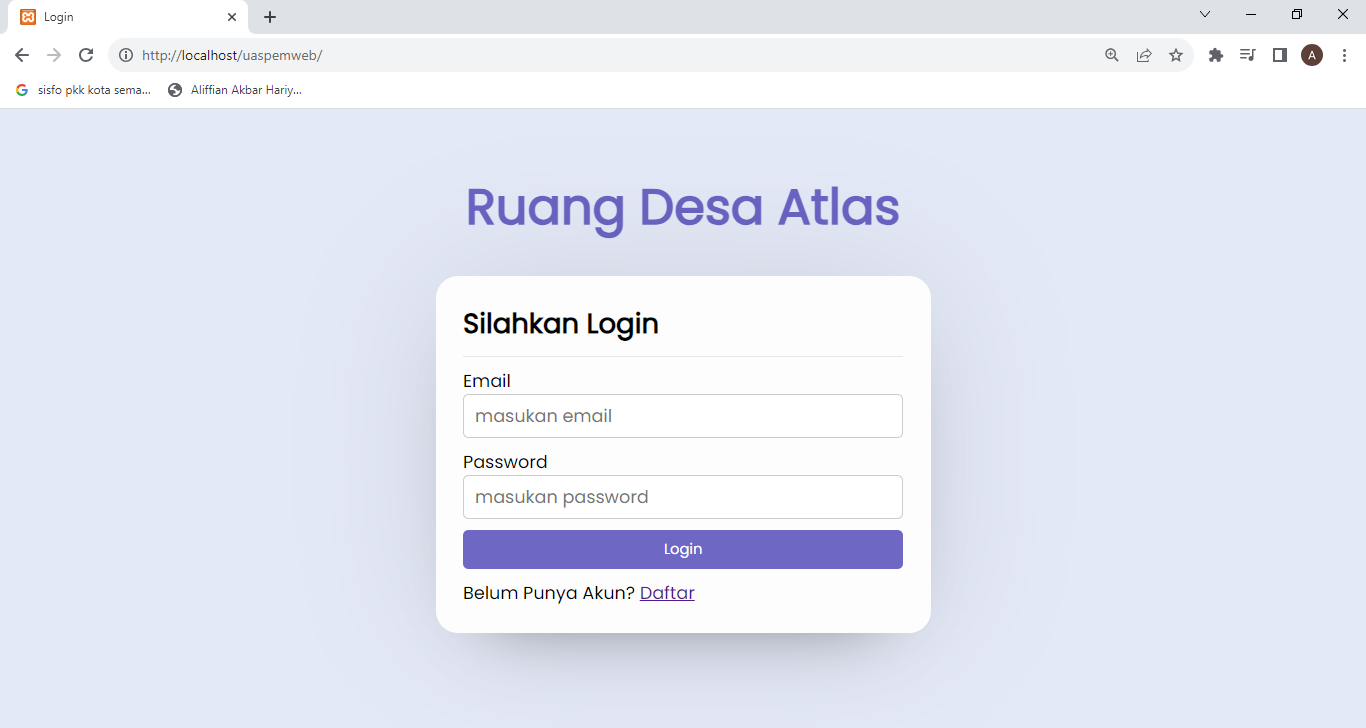 Login
http://localhost/uaspemweb/
A
sisfo pkk kota sema... Aliffian Akbar Hariy...
Ruang Desa Atlas
Silahkan Login
Email
masukan email
Password
masukan password
Login
Belum Punya Akun? Daftar